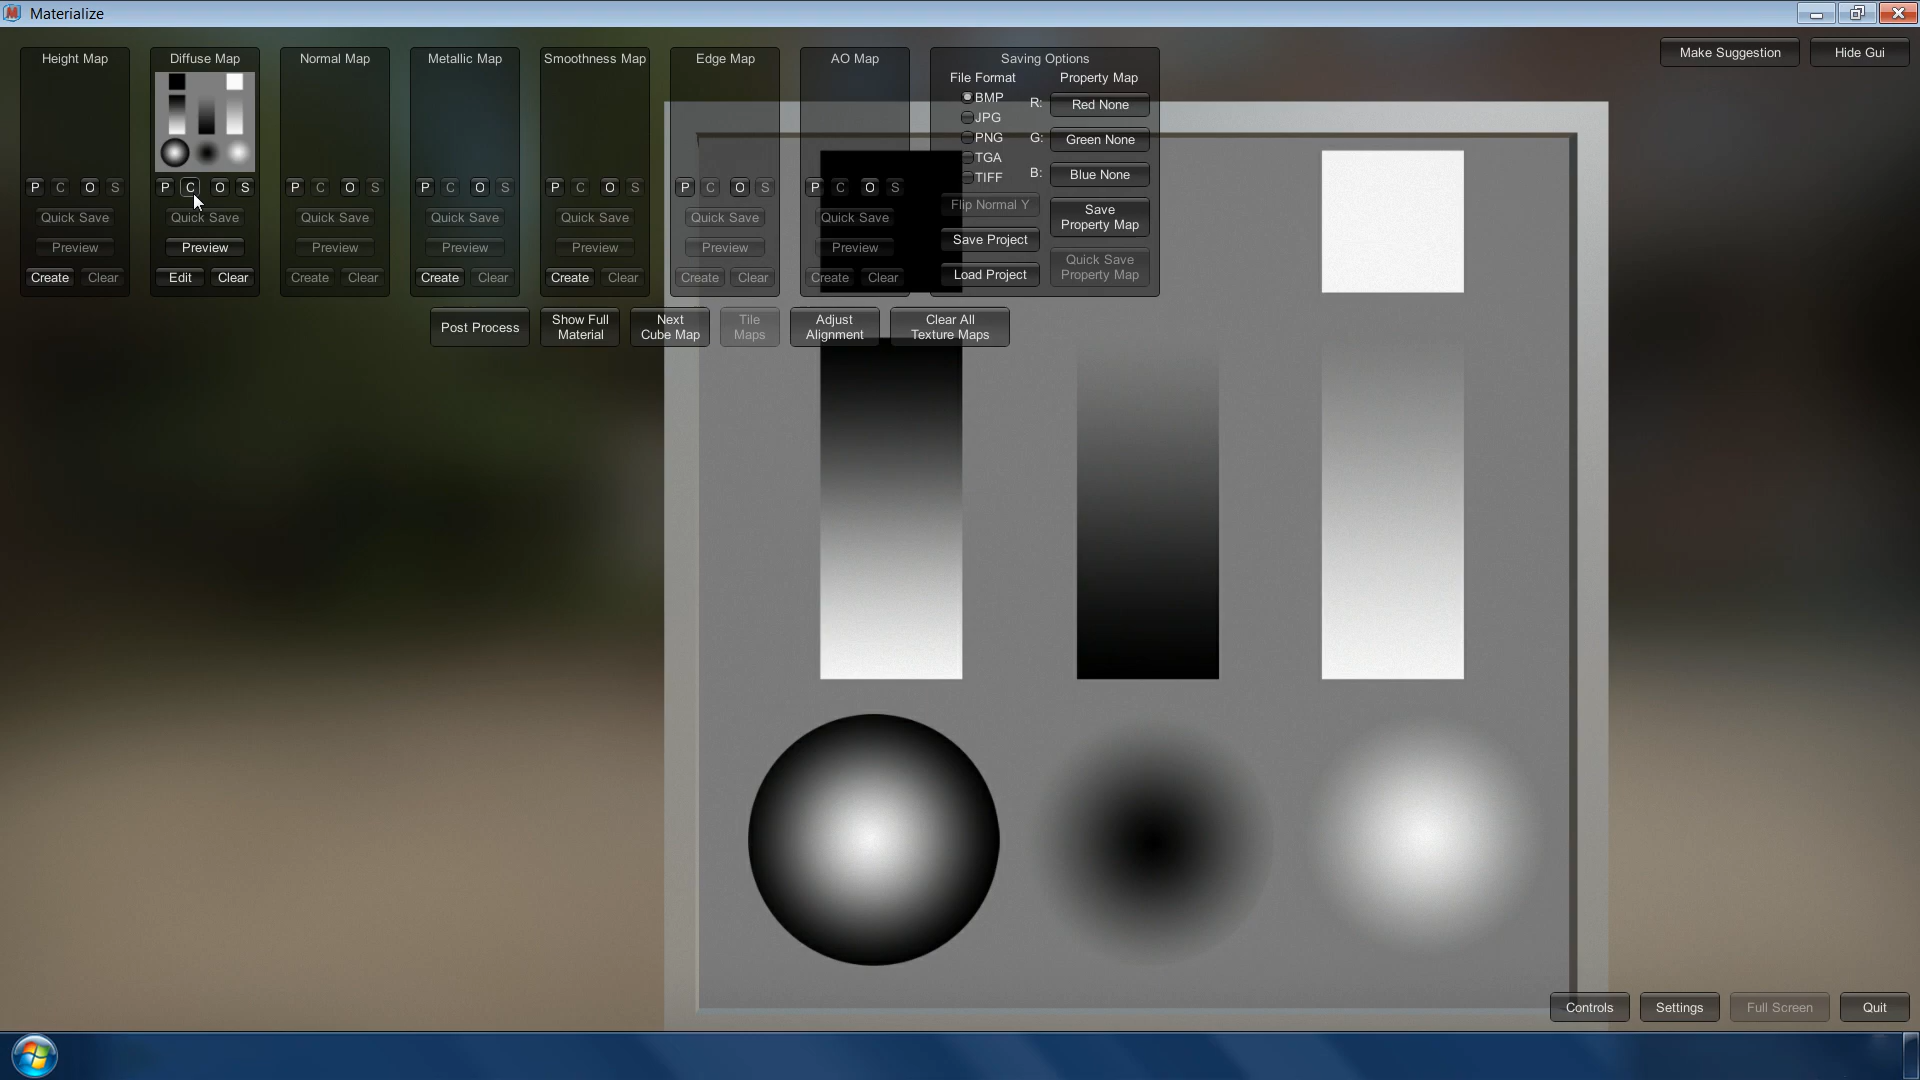 Materialize
Make Suggestion
Hide Gui
Height Map
Diffuse Map
Normal Map
Metallic Map
Smoothness Map
Edge Map
AO Map
Saving Options
File Format
Property Map
BMP
R:
Red None
JPG
PNG
G:
Green None
TGA
TIFF
B:
Blue None
P C O S
P C O S
P C O S
P C O S
P C O S
P C O S
P C O S
Flip Normal Y
Save
Property Map
Quick Save
Quick Save
Quick Save
Quick Save
Quick Save
Quick Save
Quick Save
Save Project
Preview
Preview
Preview
Preview
Preview
Preview
Preview
Quick Save
Property Map
Load Project
Create Clear
Edit Clear
Create Clear
Create Clear
Create Clear
Create Clear
Create Clear
Post Process
Show Full
Material
Next
Cube Map
Tile
Maps
Adjust
Alignment
Clear All
Texture Maps
Controls
Settings
Full Screen
Quit